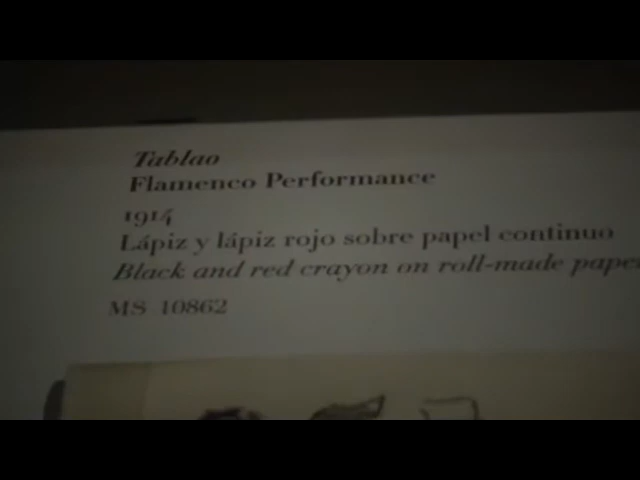 Tablao
Flamenco Performance
1914
Lápiz y lápiz rojo sobre papel continuo
Black and red crayon on roll-made paper
MS 10862